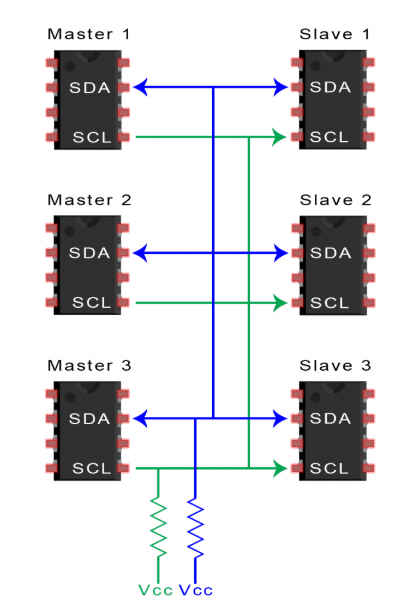 Master 1 Slave 1
SDA SDA
SCL SCL
Master 2 Slave 2
SDA SDA
SCL SCL
Master 3 Slave 3
SDA SDA
SCL SCL
Vcc Vcc